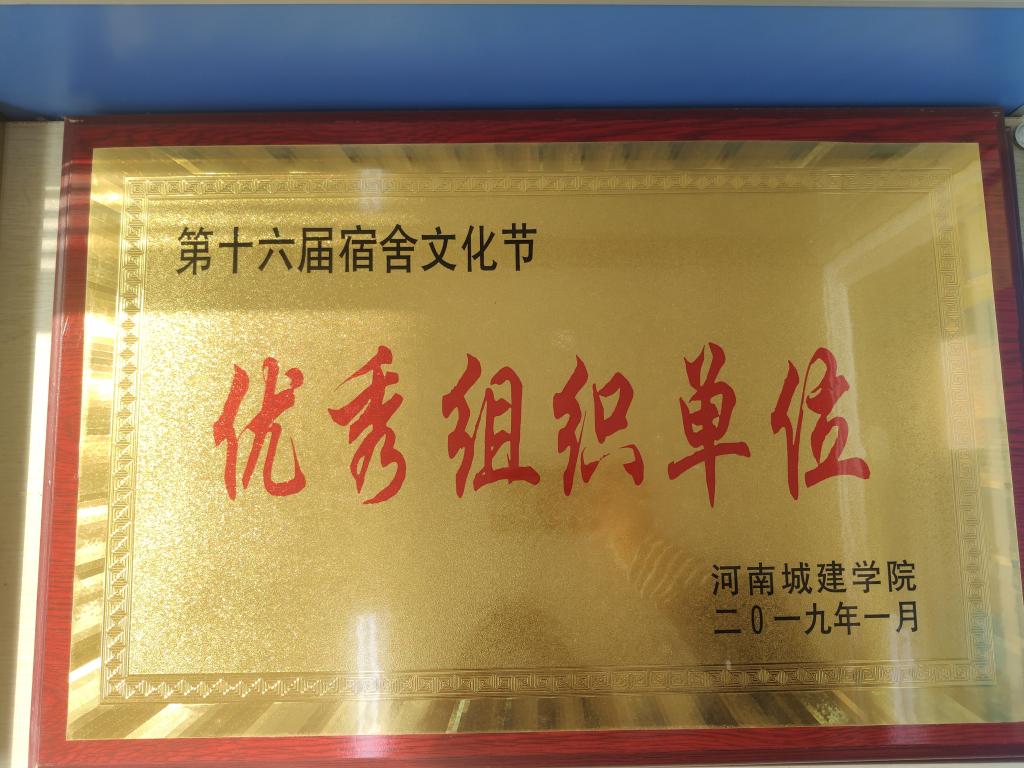 第十六届宿舍文化节
优秀组织单位
河南城建学院
二0一九年一月